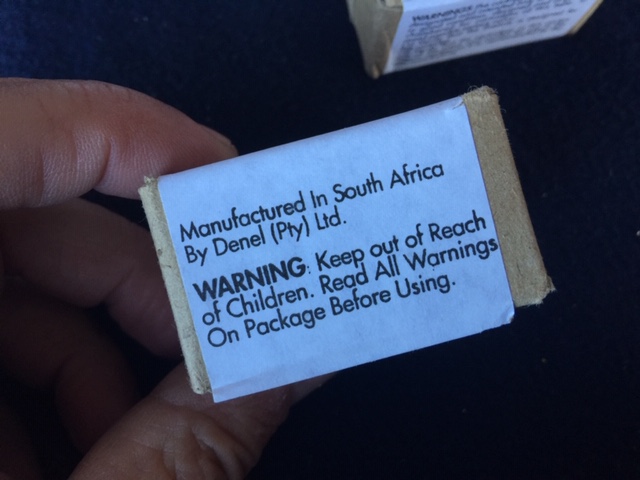 WARNINGS
Manufactured In South Africa
By Denel (Pty) Ltd.
WARNING: Keep out of Reach
of Children. Read All Warnings
On Package Before Using.